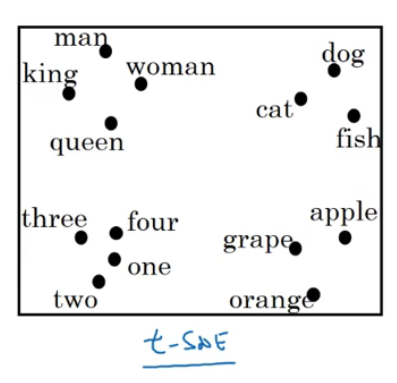 man
king
woman
queen
dog
cat
fish
three
four
one
two
apple
grape
orange
t-SNE